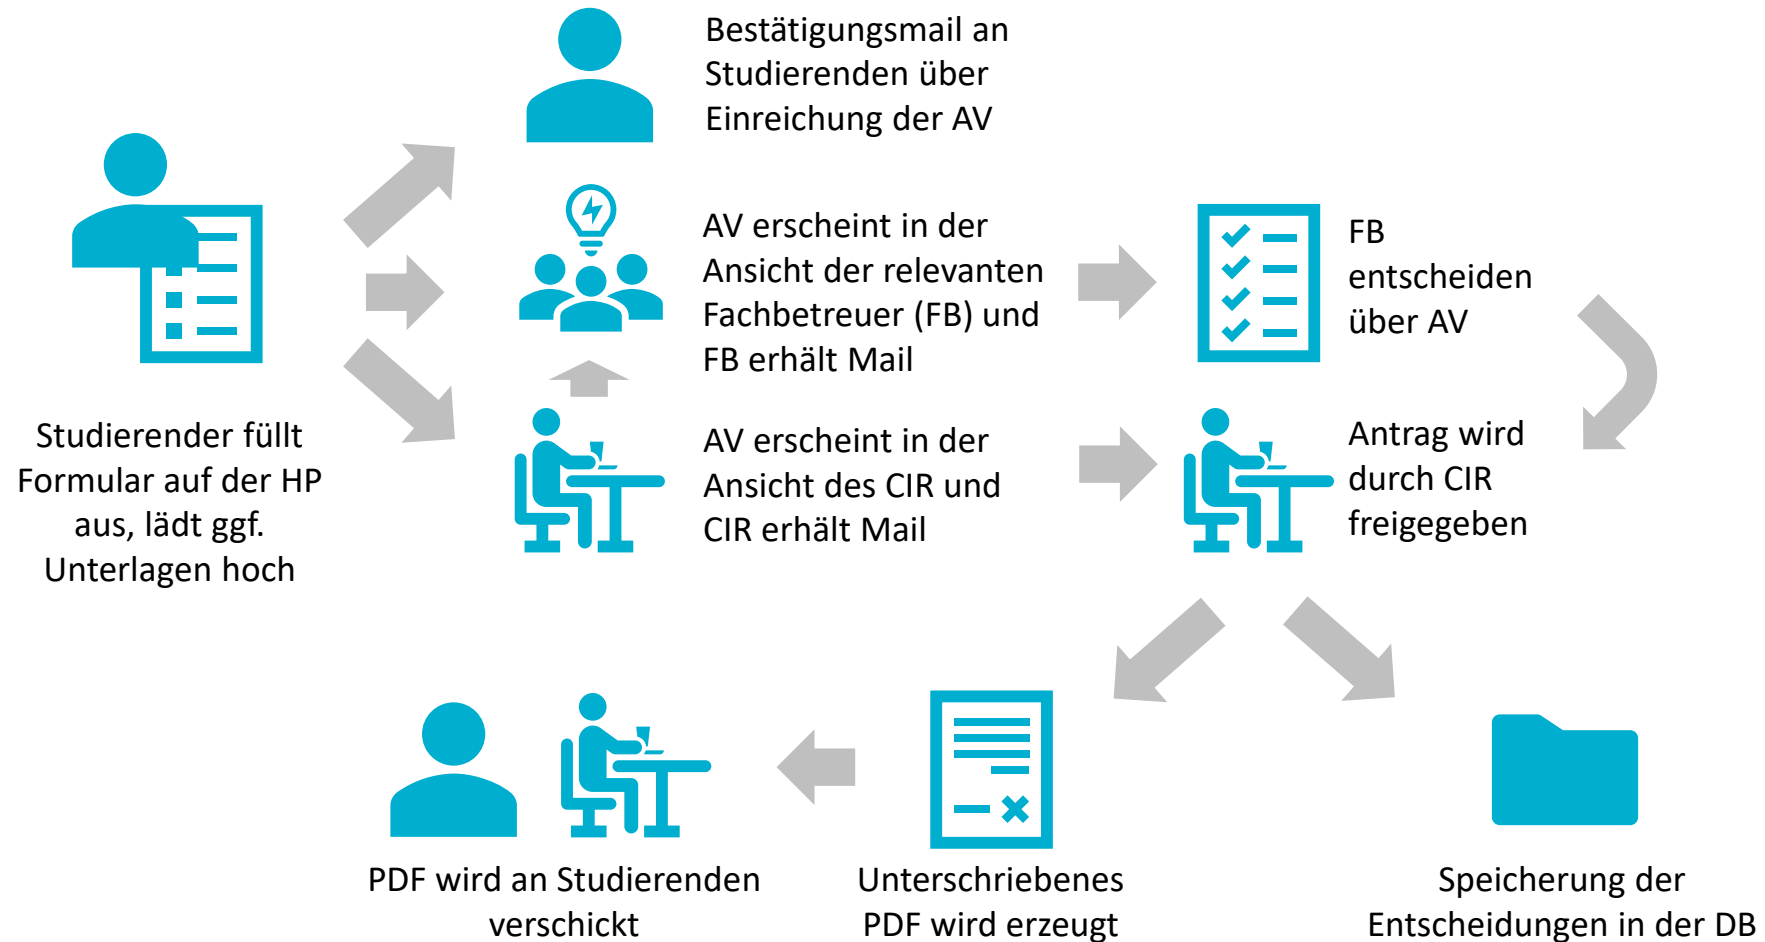 Bestätigungsmail an
Studierenden über
Einreichung der AV
Studierender füllt
Formular auf der HP
aus, lädt ggf.
Unterlagen hoch
AV erscheint in der
Ansicht der relevanten
Fachbetreuer (FB) und
FB erhält Mail
FB
entscheiden
über AV
AV erscheint in der
Ansicht des CIR und
CIR erhält Mail
Antrag wird
durch CIR
freigegeben
PDF wird an Studierenden
verschickt
Unterschriebenes
PDF wird erzeugt
Speicherung der
Entscheidungen in der DB